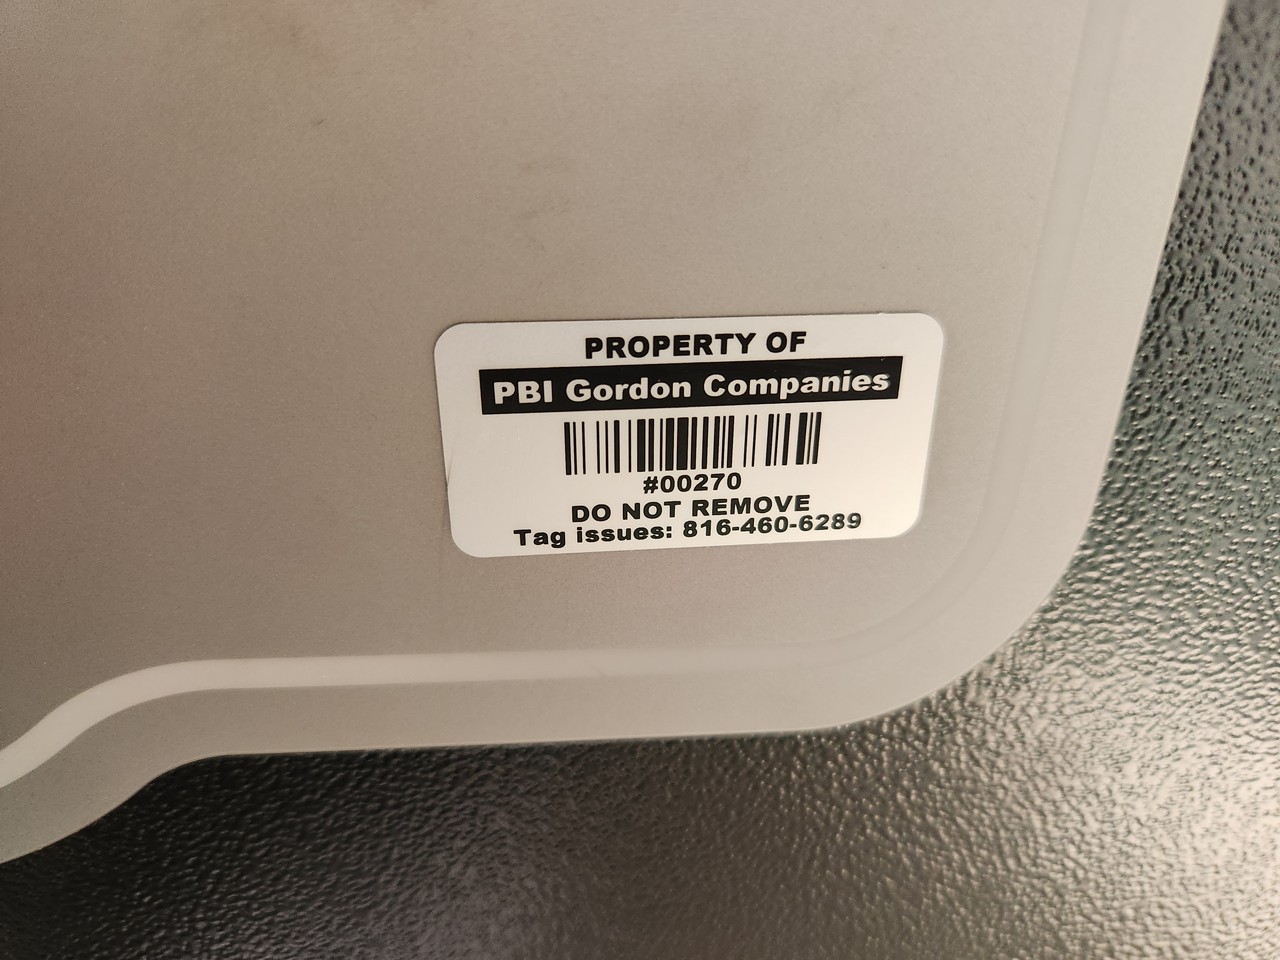 PROPERTY OF
PBI Gordon Companies
#00270
DO NOT REMOVE
Tag issues: 816-460-6289